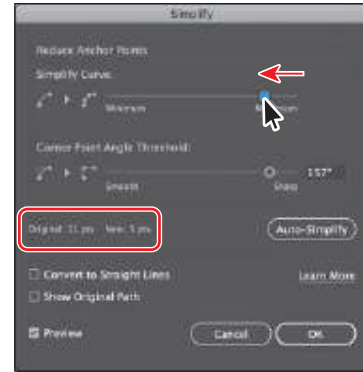 Simplify
Reduce Anchor Points
Simplify Curve:
Minimum Maximum
Corner Point Angle Threshold:
157°
Smooth Sharp
Original: 11 pts New: 5 pts
Auto-Simplify
Convert to Straight Lines Learn More
Show Original Path
Preview Cancel OK